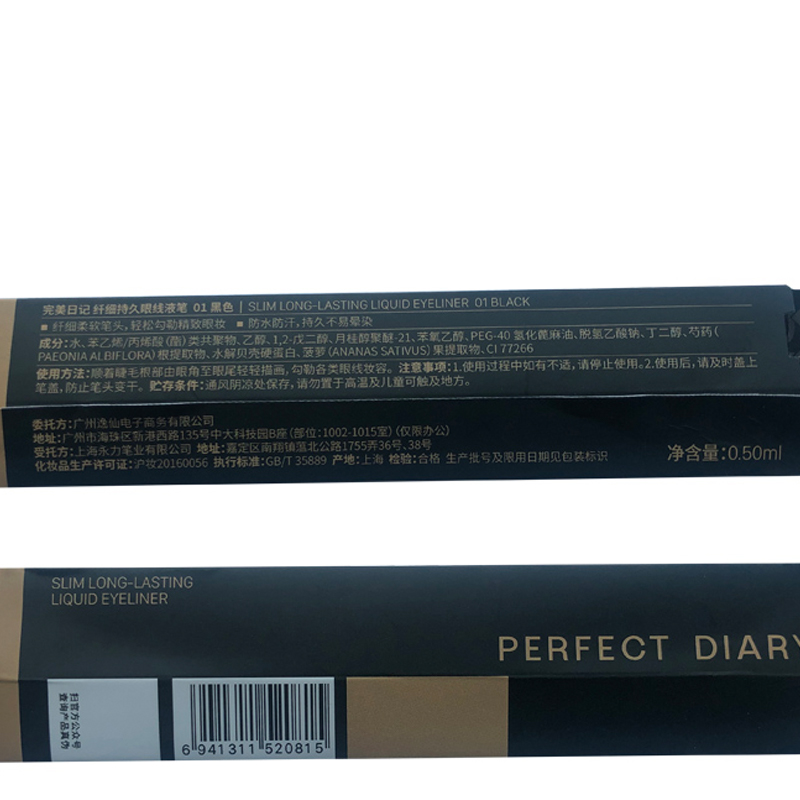 完美日记 纤细持久眼线液笔 01 黑色 | SLIM LONG-LASTING LIQUID EYELINER 01 BLACK
■ 纤细柔软笔头,轻松勾勒精致眼妆 ■ 防水防汗,持久不易晕染
成分:水、苯乙烯/丙烯酸(酯)类共聚物、乙醇、1,2-戊二醇、月桂醇聚醚-21、苯氧乙醇、PEG-40 氢化蓖麻油、脱氢乙酸钠、丁二醇、芍药(
PAEONIA ALBIFLORA)根提取物、水解贝壳硬蛋白、菠萝(ANANAS SATIVUS)果提取物、CI 77266
使用方法:顺着睫毛根部由眼角至眼尾轻轻描画,勾勒各类眼线妆容。注意事项:1.使用过程中如有不适,请停止使用。2.使用后,请及时盖上
笔盖,防止笔头变干。贮存条件:通风阴凉处保存,请勿置于高温及儿童可触及地方。
委托方:广州逸仙电子商务有限公司
地址:广州市海珠区新港西路135号中大科技园B座(部位:1002-1015室)(仅限办公)
受托方:上海永力笔业有限公司 地址:嘉定区南翔镇蕰北公路1755弄36号、38号
化妆品生产许可证:沪妆20160056 执行标准:GB/T 35889 产地:上海 检验:合格 生产批号及限用日期见包装标识
净含量:0.50ml
SLIM LONG-LASTING
LIQUID EYELINER
PERFECT DIARY
扫官方公众号
查询产品真伪
6 941311 520815